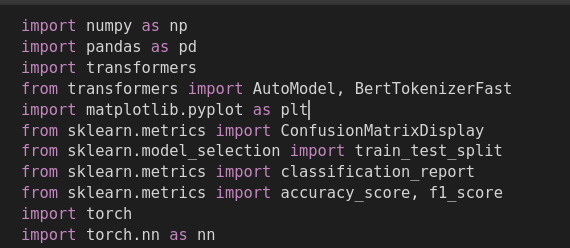 import numpy as np
import pandas as pd
import transformers
from transformers import AutoModel, BertTokenizerFast
import matplotlib.pyplot as plt
from sklearn.metrics import ConfusionMatrixDisplay
from sklearn.model_selection import train_test_split
from sklearn.metrics import classification_report
from sklearn.metrics import accuracy_score, f1_score
import torch
import torch.nn as nn